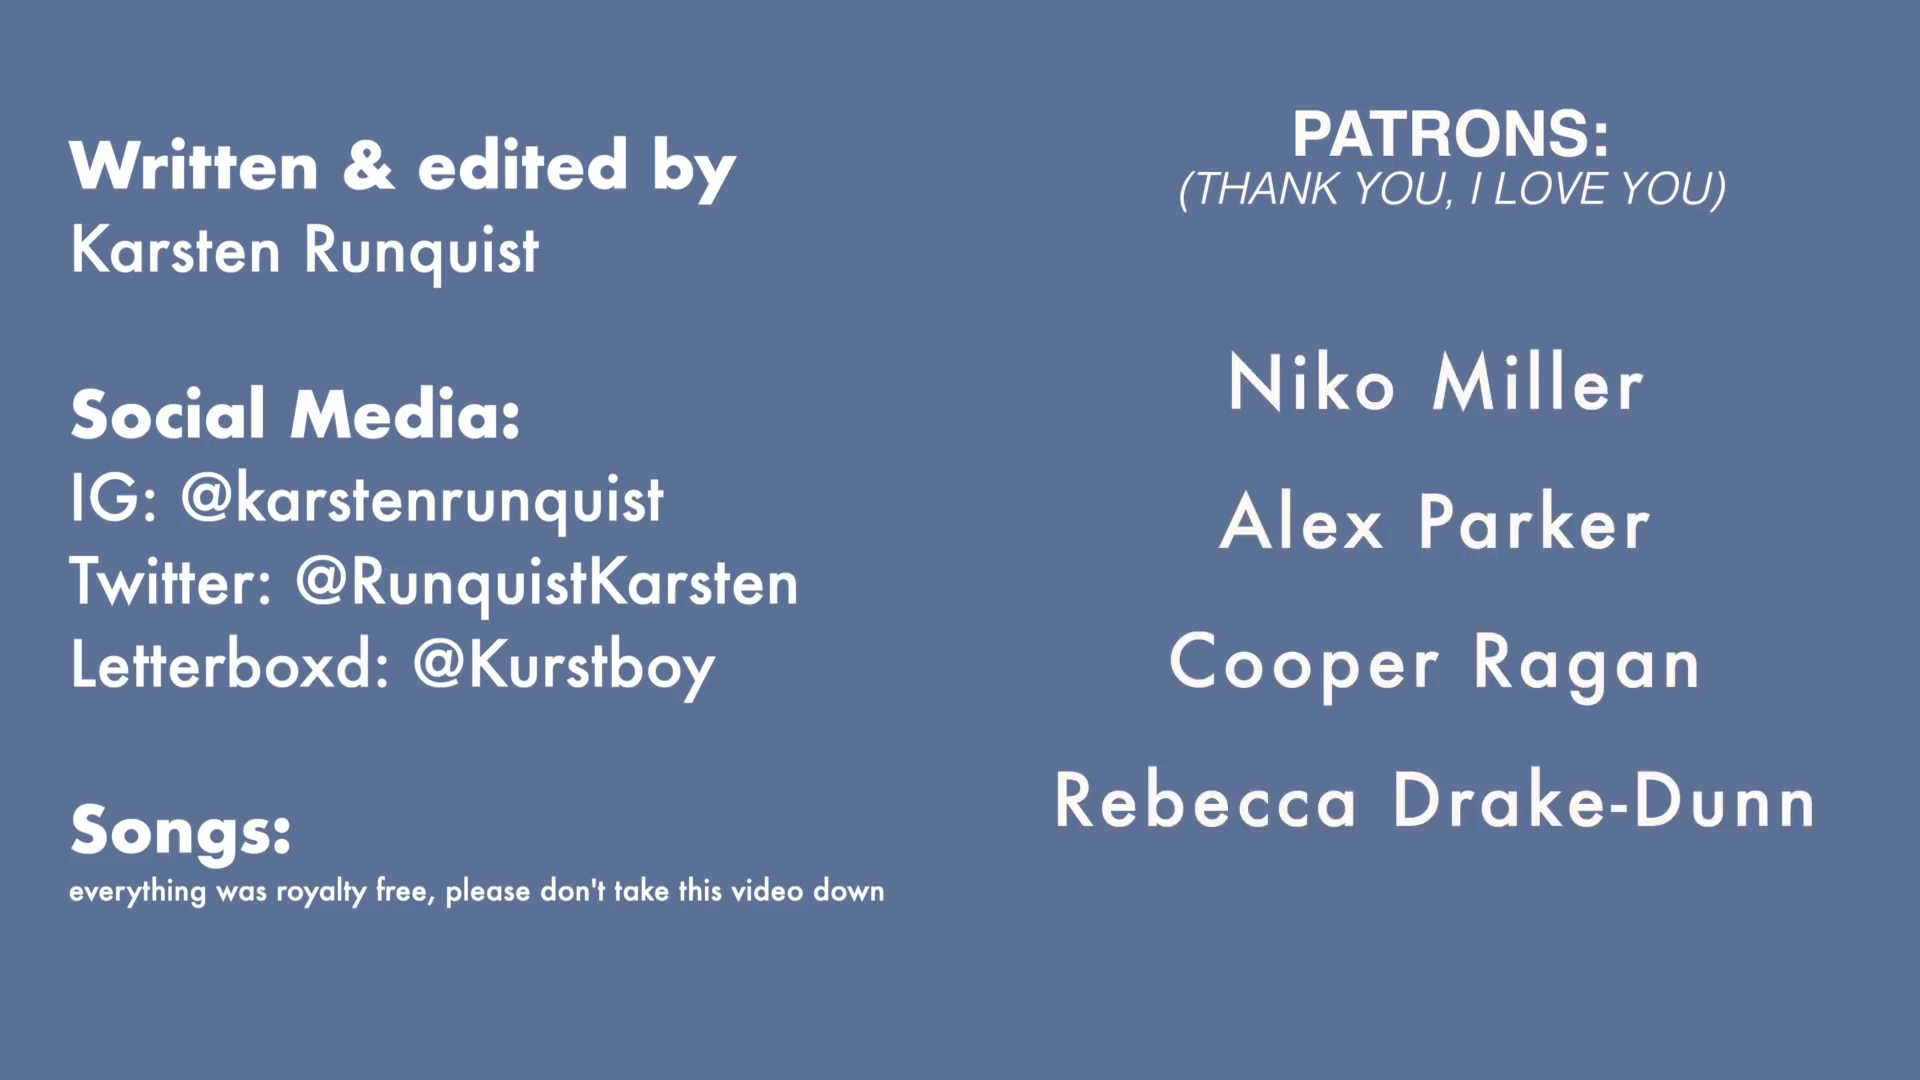 Written & edited by
Karsten Runquist
Social Media:
IG: @karstenrunquist
Twitter: @RunquistKarsten
Letterboxd: @Kurstboy
Songs:
everything was royalty free, please don't take this video down
PATRONS:
(THANK YOU, I LOVE YOU)
Niko Miller
Alex Parker
Cooper Ragan
Rebecca Drake-Dunn